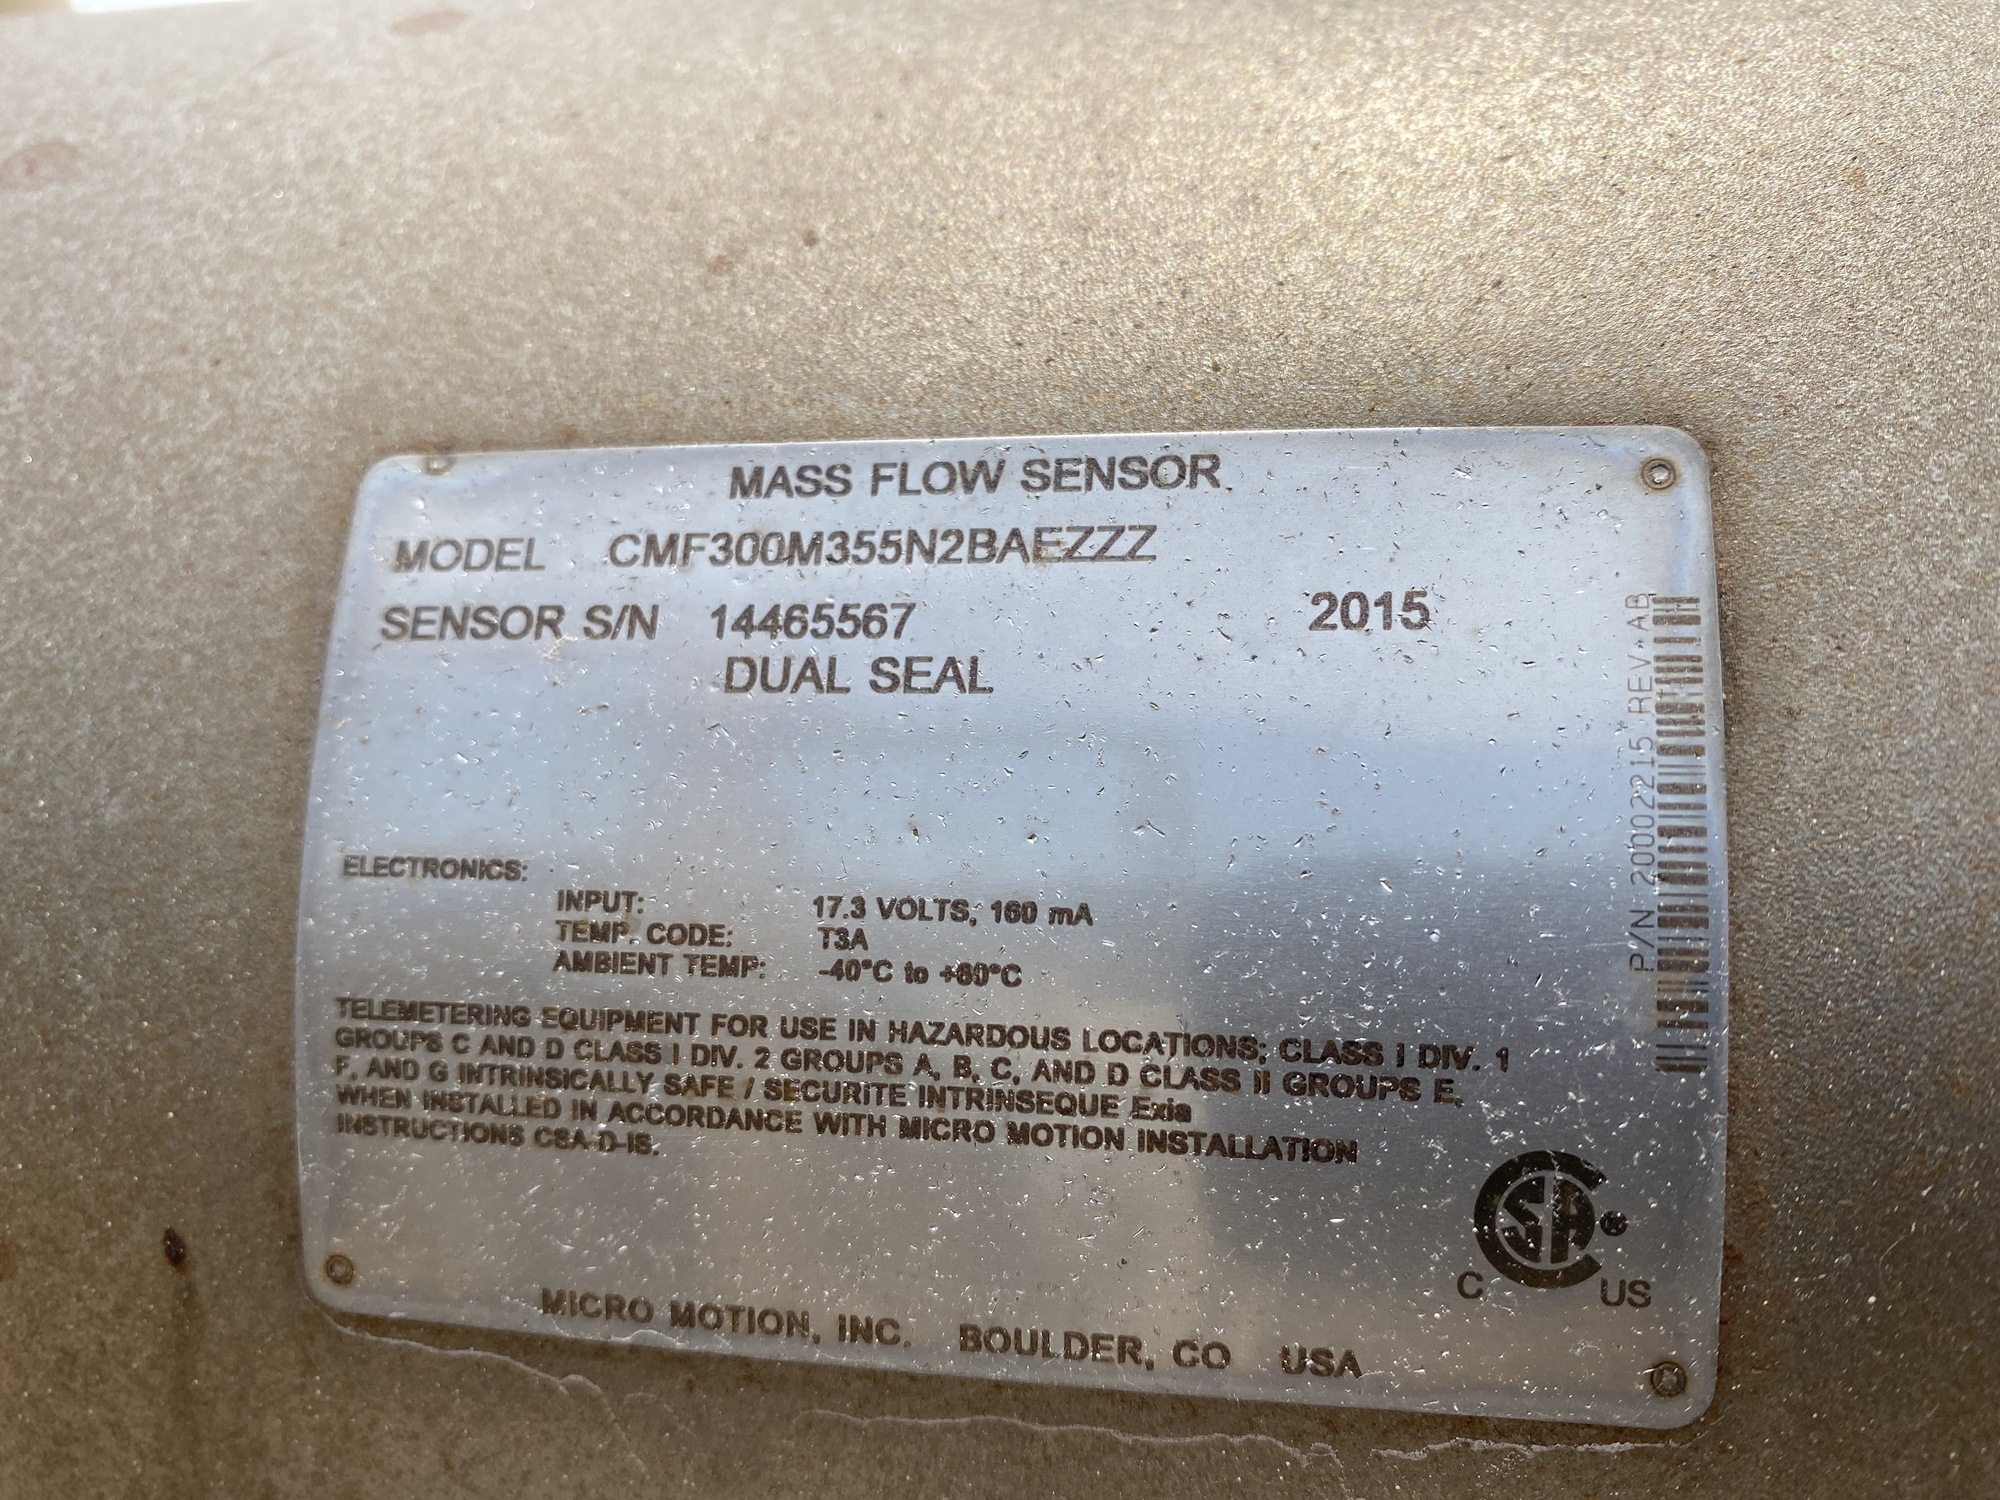 MASS FLOW SENSOR
MODEL CMF300M355N2BAEZZZ
SENSOR S/N 14465567 2015
DUAL SEAL
P/N 20002215 REV AB
ELECTRONICS:
INPUT: 17.3 VOLTS, 160 mA
TEMP. CODE: T3A
AMBIENT TEMP: -40°C to +60°C
TELEMETERING EQUIPMENT FOR USE IN HAZARDOUS LOCATIONS; CLASS I DIV. 1
GROUPS C AND D CLASS I DIV. 2 GROUPS A, B, C, AND D CLASS II GROUPS E,
F, AND G INTRINSICALLY SAFE / SECURITE INTRINSEQUE Exia
WHEN INSTALLED IN ACCORDANCE WITH MICRO MOTION INSTALLATION
INSTRUCTIONS CSA-D-IS.
CSA®
C US
MICRO MOTION, INC. BOULDER, CO USA